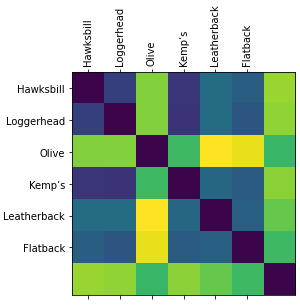 Hawksbill
Loggerhead
Olive
Kemp's
Leatherback
Flatback
Hawksbill
Loggerhead
Olive
Kemp's
Leatherback
Flatback